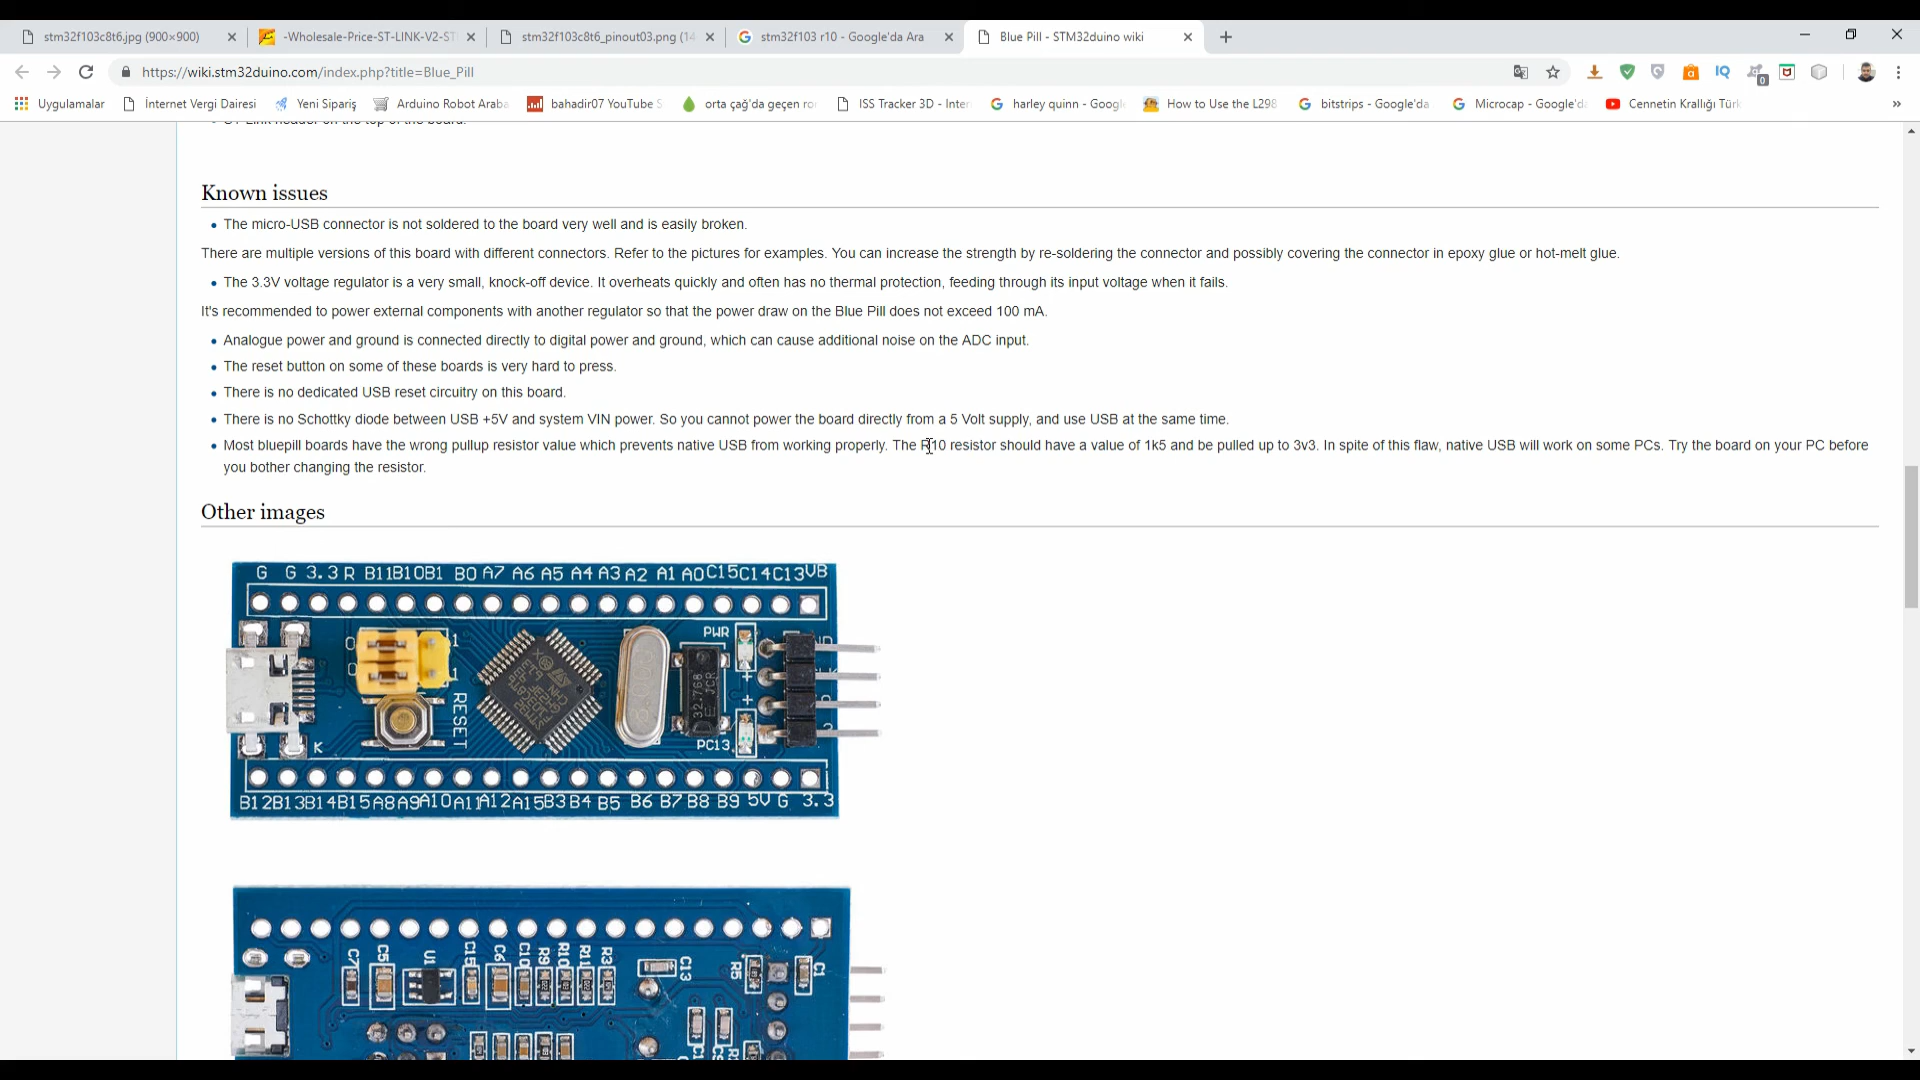 stm32f103c8t6.jpg (900×900)
-Wholesale-Price-ST-LINK-V2-ST
stm32f103c8t6_pinout03.png (14
stm32f103 r10 - Google'da Ara
Blue Pill - STM32duino wiki
https://wiki.stm32duino.com/index.php?title=Blue_Pill
Uygulamalar
İnternet Vergi Dairesi
Yeni Sipariş
Arduino Robot Araba
bahadir07 YouTube S
orta çağ'da geçen ro
ISS Tracker 3D - Inter
harley quinn - Googl
How to Use the L298
bitstrips - Google'da
Microcap - Google'da
Cennetin Krallığı Türk
Known issues
The micro-USB connector is not soldered to the board very well and is easily broken.
There are multiple versions of this board with different connectors. Refer to the pictures for examples. You can increase the strength by re-soldering the connector and possibly covering the connector in epoxy glue or hot-melt glue.
The 3.3V voltage regulator is a very small, knock-off device. It overheats quickly and often has no thermal protection, feeding through its input voltage when it fails.
It's recommended to power external components with another regulator so that the power draw on the Blue Pill does not exceed 100 mA.
Analogue power and ground is connected directly to digital power and ground, which can cause additional noise on the ADC input.
The reset button on some of these boards is very hard to press.
There is no dedicated USB reset circuitry on this board.
There is no Schottky diode between USB +5V and system VIN power. So you cannot power the board directly from a 5 Volt supply, and use USB at the same time.
Most bluepill boards have the wrong pullup resistor value which prevents native USB from working properly. The R10 resistor should have a value of 1k5 and be pulled up to 3v3. In spite of this flaw, native USB will work on some PCs. Try the board on your PC before
you bother changing the resistor.
Other images
G G 3.3 R B11 B10 B1 B0 A7 A6 A5 A4 A3 A2 A1 A0 C15 C14 C13 VB
PWR
RESET
PC13
K
B12 B13 B14 B15 A8 A9 A10 A11 A12 A15 B3 B4 B5 B6 B7 B8 B9 5V G 3.3
C7 C5 U1 C15 C6 C10 R9 R10 R11 R3 C13 R5 C1